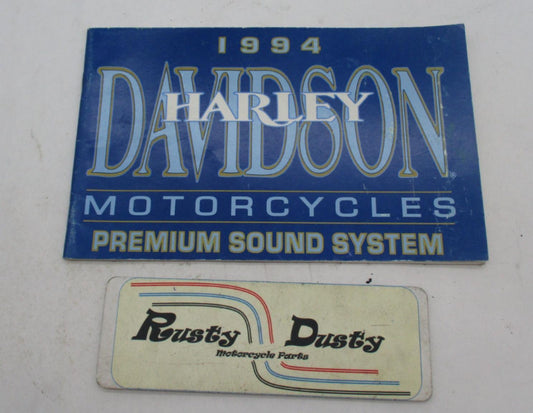 1994
DAVIDSON
HARLEY
MOTORCYCLES
PREMIUM SOUND SYSTEM
Rusty Dusty
Motorcycle Parts